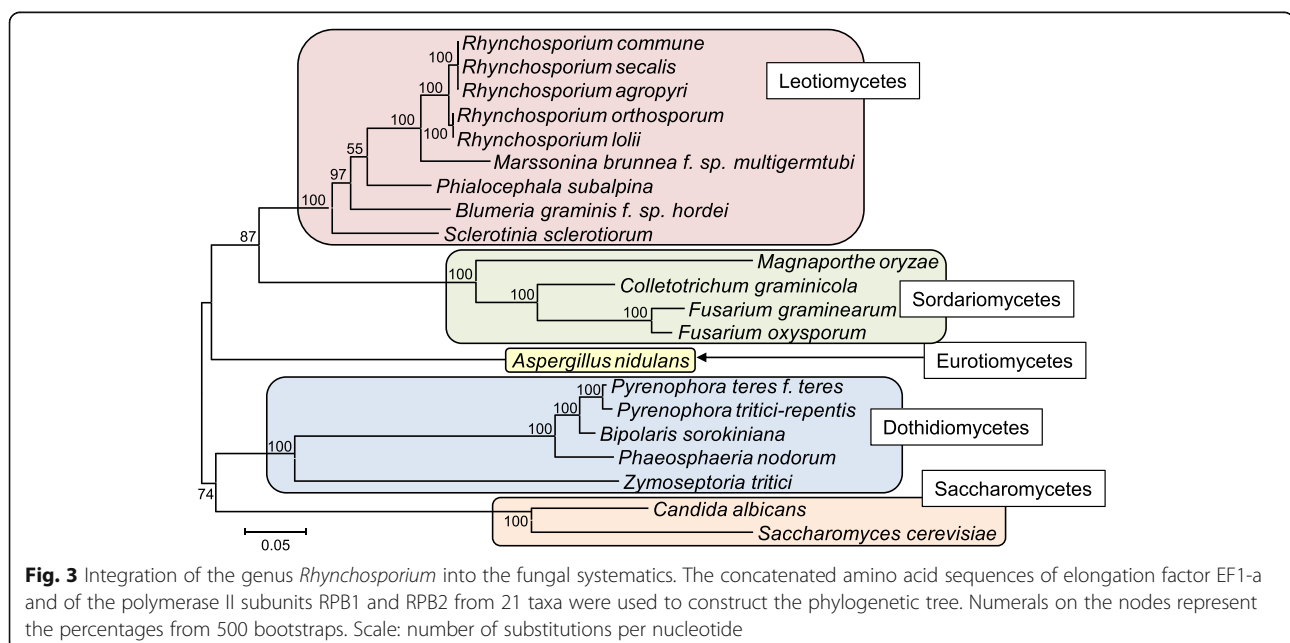 Rhynchosporium commune
100
Rhynchosporium secalis
Leotiomycetes
100
Rhynchosporium agropyri
Rhynchosporium orthosporum
100
100
Rhynchosporium lolii
55
Marssonina brunnea f. sp. multigermtubi
97
Phialocephala subalpina
100
Blumeria graminis f. sp. hordei
87
Sclerotinia sclerotiorum
Magnaporthe oryzae
100
Colletotrichum graminicola
100
Sordariomycetes
Fusarium graminearum
100
Fusarium oxysporum
Aspergillus nidulans
Eurotiomycetes
Pyrenophora teres f. teres
100
Pyrenophora tritici-repentis
100
Dothidiomycetes
100
Bipolaris sorokiniana
100
Phaeosphaeria nodorum
Zymoseptoria tritici
Saccharomycetes
74
Candida albicans
100
Saccharomyces cerevisiae
0.05
Fig. 3 Integration of the genus Rhynchosporium into the fungal systematics. The concatenated amino acid sequences of elongation factor EF1-a
and of the polymerase II subunits RPB1 and RPB2 from 21 taxa were used to construct the phylogenetic tree. Numerals on the nodes represent
the percentages from 500 bootstraps. Scale: number of substitutions per nucleotide